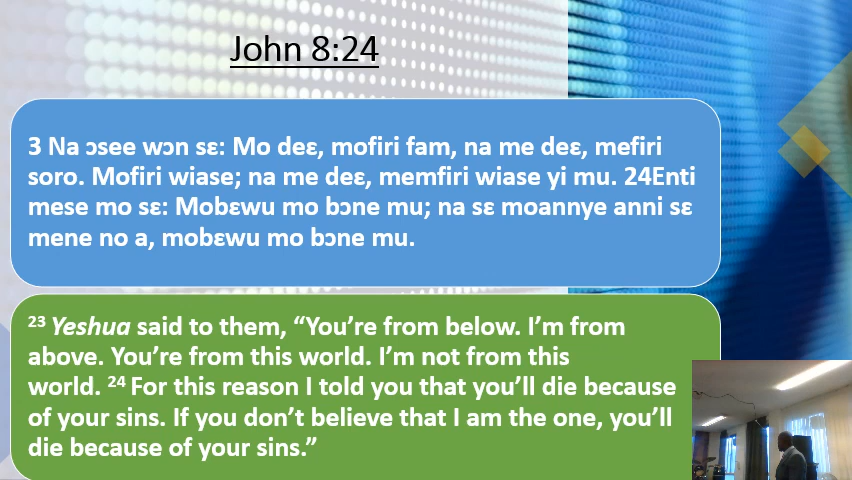 John 8:24
3 Na ɔsee wɔn sɛ: Mo deɛ, mofiri fam, na me deɛ, mefiri
soro. Mofiri wiase; na me deɛ, memfiri wiase yi mu. 24Enti
mese mo sɛ: Mobɛwu mo bɔne mu; na sɛ moannye anni sɛ
mene no a, mobɛwu mo bɔne mu.
23 Yeshua said to them, “You’re from below. I’m from
above. You’re from this world. I’m not from this
world. 24 For this reason I told you that you’ll die because
of your sins. If you don’t believe that I am the one, you’ll
die because of your sins.”